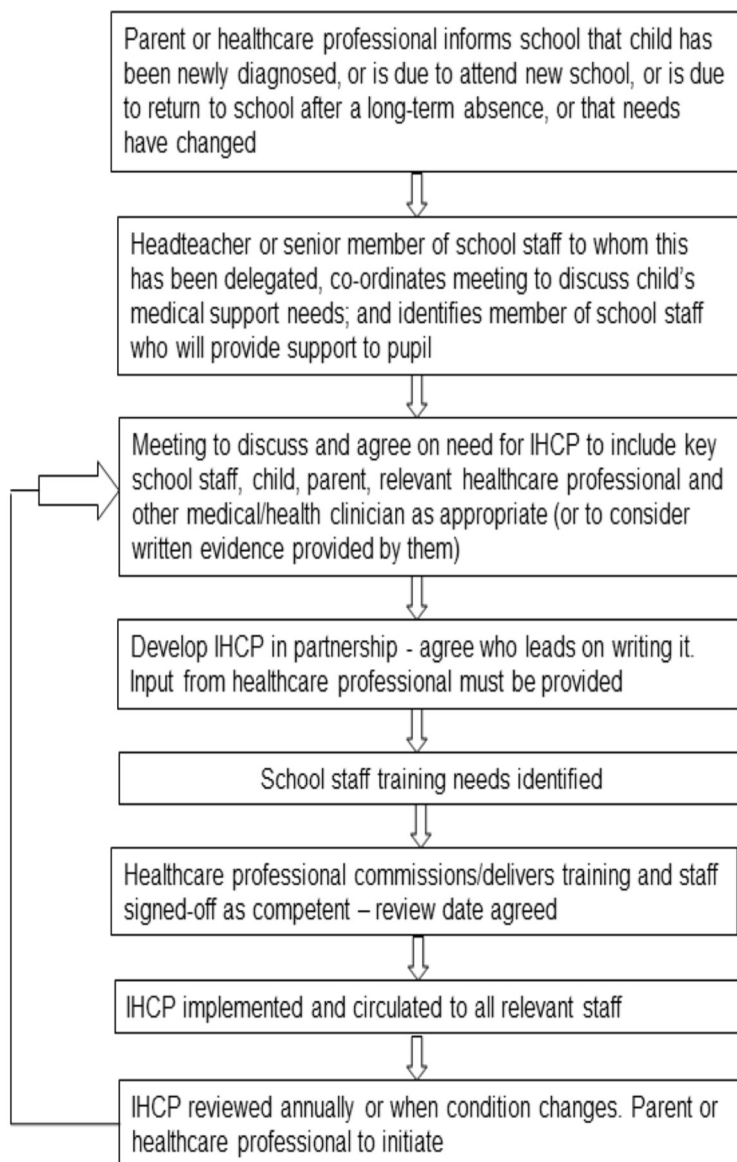 Parent or healthcare professional informs school that child has
been newly diagnosed, or is due to attend new school, or is due
to return to school after a long-term absence, or that needs
have changed
Headteacher or senior member of school staff to whom this
has been delegated, co-ordinates meeting to discuss child's
medical support needs; and identifies member of school staff
who will provide support to pupil
Meeting to discuss and agree on need for IHCP to include key
school staff, child, parent, relevant healthcare professional and
other medical/health clinician as appropriate (or to consider
written evidence provided by them)
Develop IHCP in partnership - agree who leads on writing it.
Input from healthcare professional must be provided
School staff training needs identified
Healthcare professional commissions/delivers training and staff
signed-off as competent – review date agreed
IHCP implemented and circulated to all relevant staff
IHCP reviewed annually or when condition changes. Parent or
healthcare professional to initiate